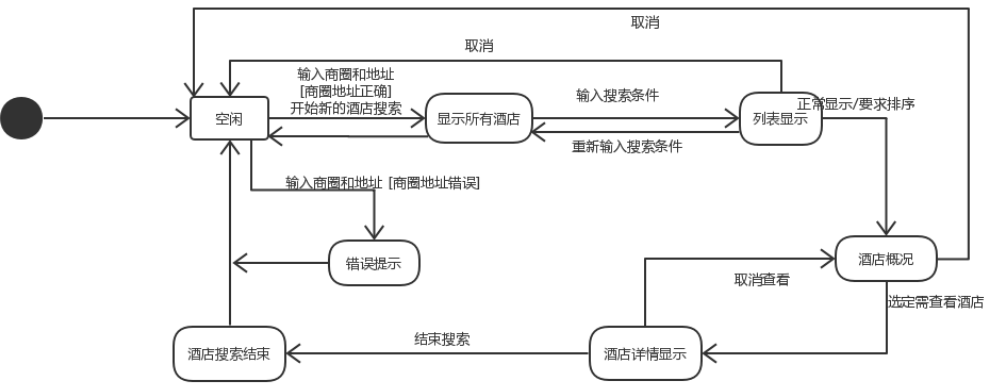 取消
取消
输入商圈和地址
[商圈地址正确]
开始新的酒店搜索
输入搜索条件
正常显示/要求排序
空闲
显示所有酒店
列表显示
重新输入搜索条件
输入商圈和地址 [商圈地址错误]
错误提示
酒店概况
取消查看
选定需查看酒店
结束搜索
酒店搜索结束
酒店详情显示